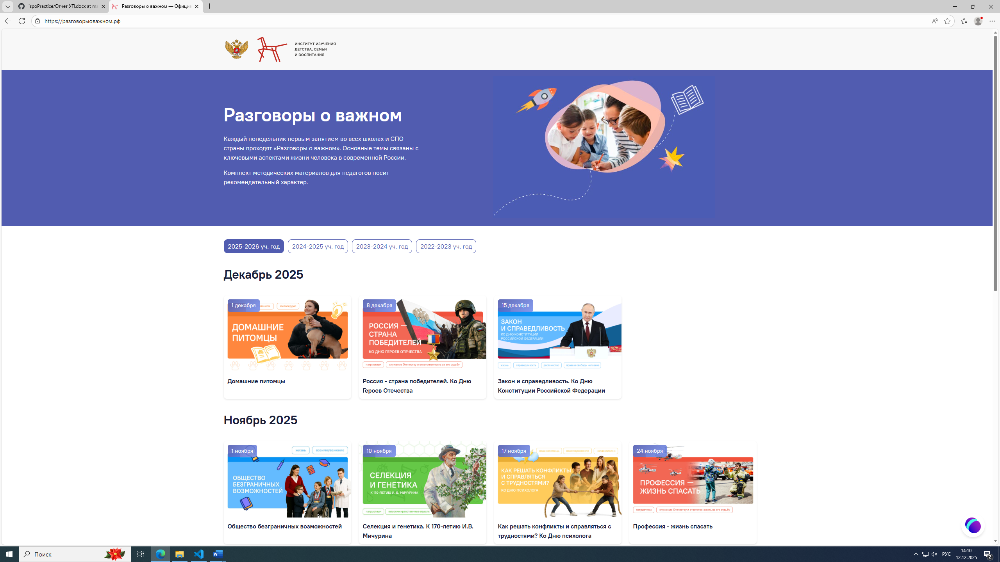 ispoPractice/Отчет УП.docx at ma
Разговоры о важном — Официа
https://разговорыоважном.рф
ИНСТИТУТ ИЗУЧЕНИЯ
ДЕТСТВА, СЕМЬИ
И ВОСПИТАНИЯ
Разговоры о важном
Каждый понедельник первым занятием во всех школах и СПО
страны проходят «Разговоры о важном». Основные темы связаны с
ключевыми аспектами жизни человека в современной России.
Комплект методических материалов для педагогов носит
рекомендательный характер.
2025-2026 уч. год
2024-2025 уч. год
2023-2024 уч. год
2022-2023 уч. год
Декабрь 2025
1 декабря
милосердие
ДОМАШНИЕ
ПИТОМЦЫ
Домашние питомцы
8 декабря
РОССИЯ —
СТРАНА
ПОБЕДИТЕЛЕЙ
КО ДНЮ ГЕРОЕВ ОТЕЧЕСТВА
патриотизм
служение Отечеству и ответственность за его судьбу
Россия - страна победителей. Ко Дню
Героев Отечества
15 декабря
ЗАКОН
И СПРАВЕДЛИВОСТЬ
КО ДНЮ КОНСТИТУЦИИ
РОССИЙСКОЙ ФЕДЕРАЦИИ
жизнь
справедливость
достоинство
права и свободы человека
Закон и справедливость. Ко Дню
Конституции Российской Федерации
Ноябрь 2025
1 ноября
жизнь
взаимоуважение
ОБЩЕСТВО
БЕЗГРАНИЧНЫХ
ВОЗМОЖНОСТЕЙ
Общество безграничных возможностей
10 ноября
СЕЛЕКЦИЯ
И ГЕНЕТИКА
К 170-ЛЕТИЮ И. В. МИЧУРИНА
патриотизм
высокие нравственные идеалы
Селекция и генетика. К 170-летию И.В.
Мичурина
17 ноября
взаимопомощь
взаимоуважение
коллективизм
КАК РЕШАТЬ КОНФЛИКТЫ
И СПРАВЛЯТЬСЯ
С ТРУДНОСТЯМИ?
КО ДНЮ ПСИХОЛОГА
Как решать конфликты и справляться с
трудностями? Ко Дню психолога
24 ноября
ПРОФЕССИЯ —
ЖИЗНЬ СПАСАТЬ
патриотизм
служение Отечеству и ответственность за его судьбу
Профессия - жизнь спасать
Поиск
РУС
14:10
12.12.2025
2